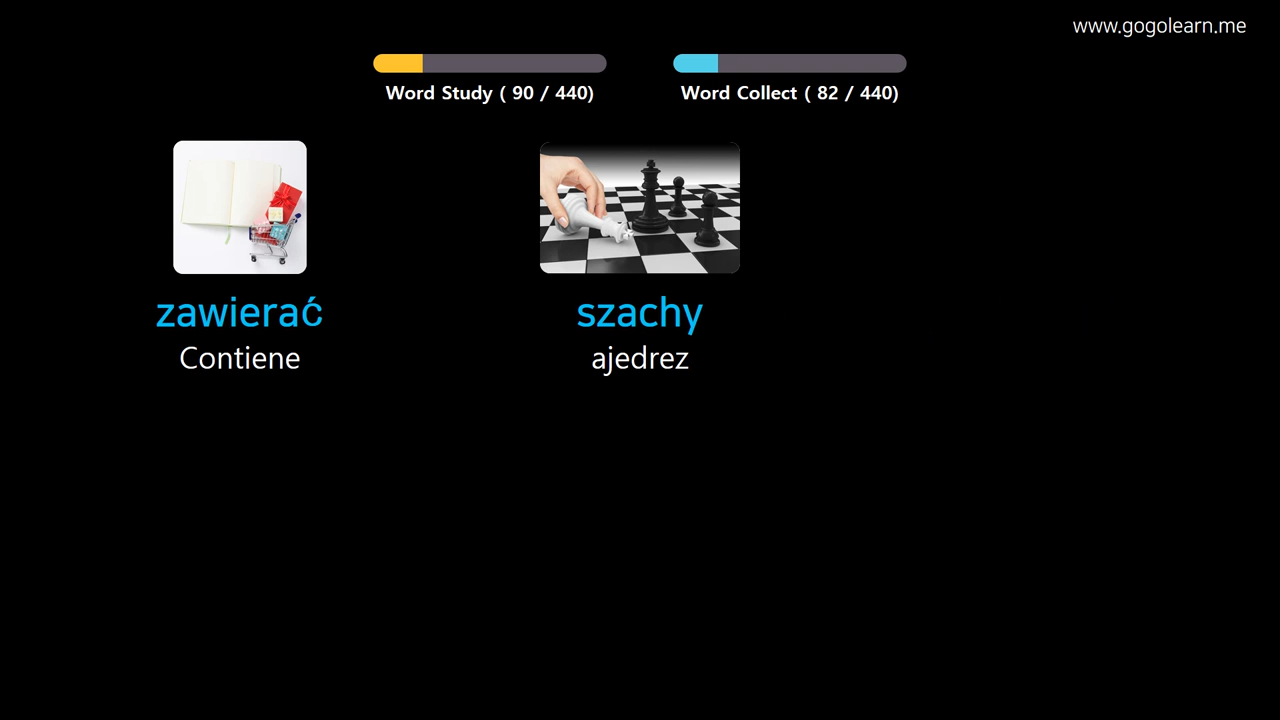 www.gogolearn.me
Word Study ( 90 / 440)
Word Collect ( 82 / 440)
zawierać
Contiene
szachy
ajedrez